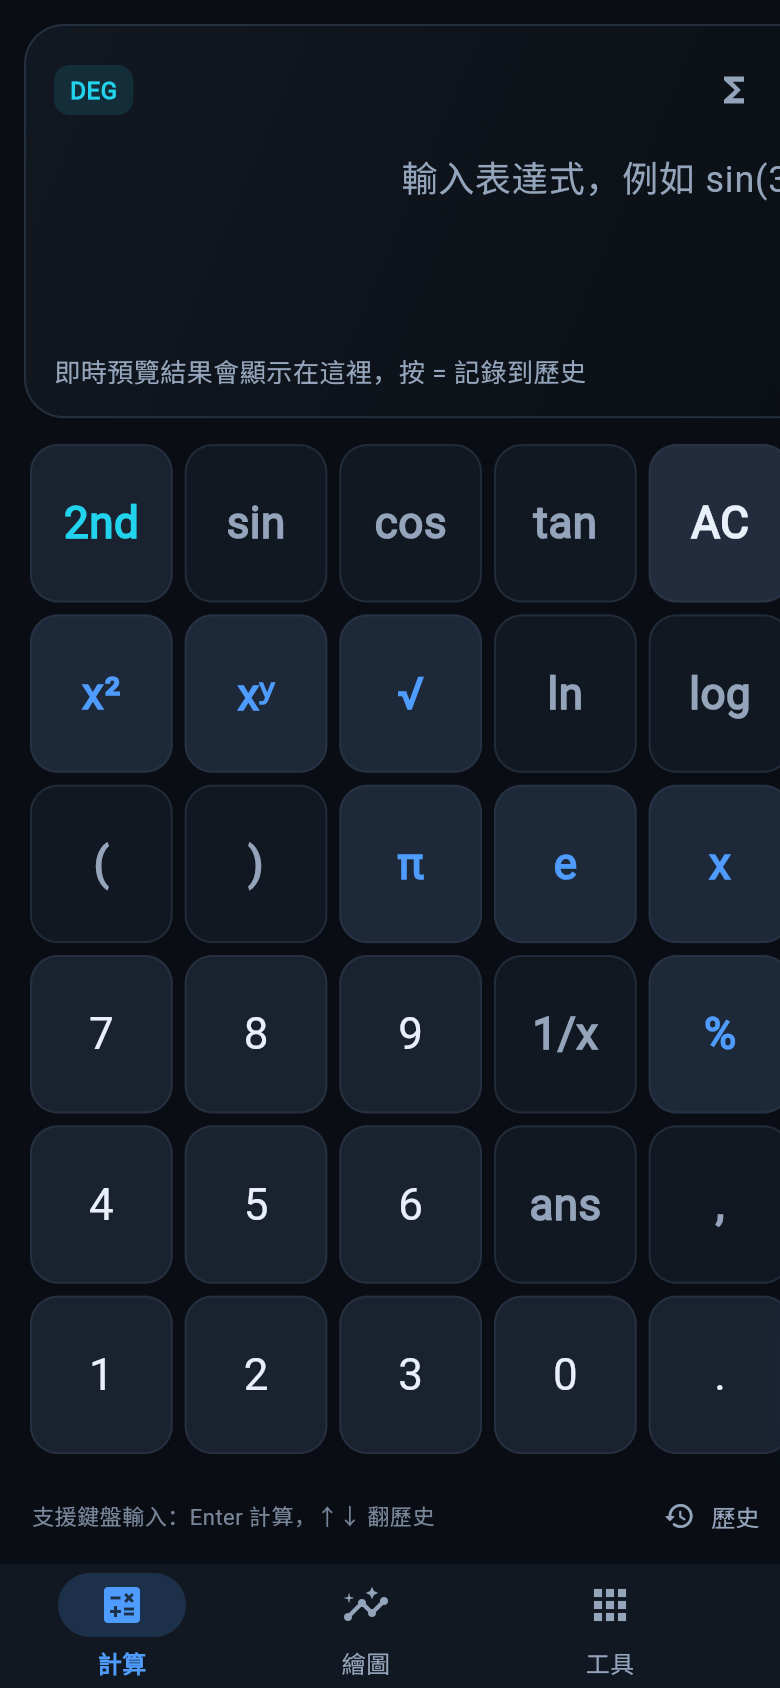 DEG Σ
輸入表達式，例如 sin(3
即時預覽結果會顯示在這裡，按 = 記錄到歷史
2nd sin cos tan AC
x² xʸ √ ln log
( ) π e x
7 8 9 1/x %
4 5 6 ans ,
1 2 3 0 .
支援鍵盤輸入：Enter 計算，↑↓ 翻歷史 歷史
計算 繪圖 工具